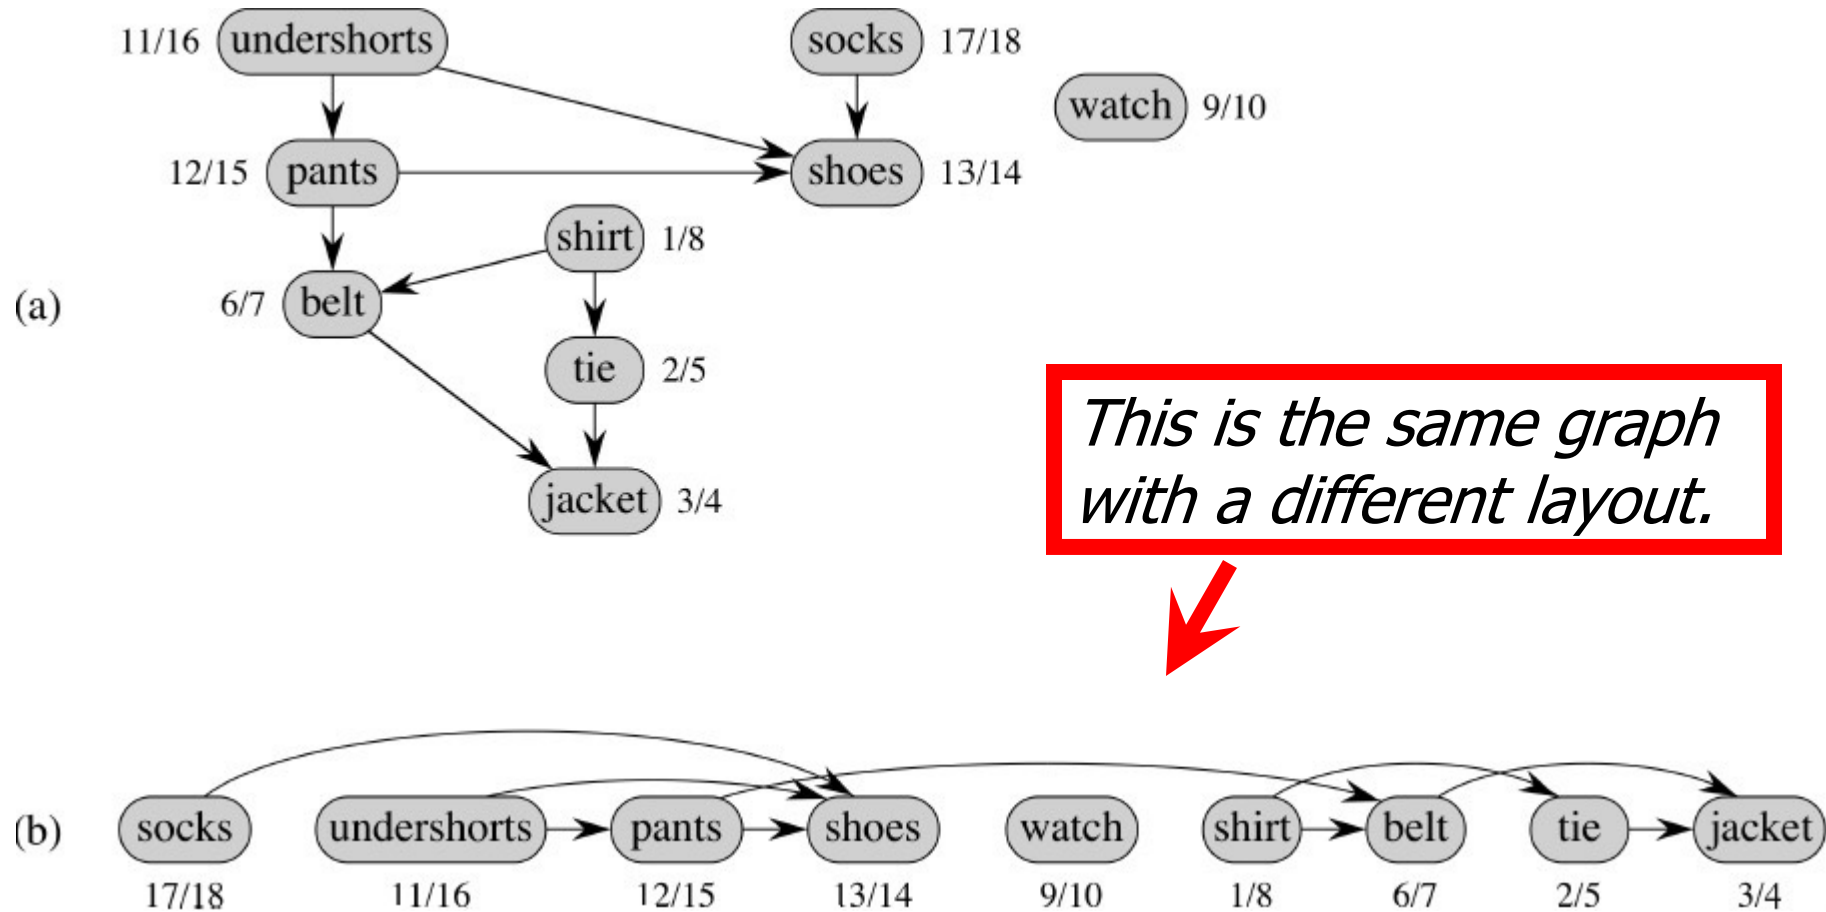 11/16 undershorts socks 17/18
watch 9/10
12/15 pants shoes 13/14
shirt 1/8
(a) 6/7 belt
tie 2/5
jacket 3/4
This is the same graph
with a different layout.
(b) socks undershorts pants shoes watch shirt belt tie jacket
17/18 11/16 12/15 13/14 9/10 1/8 6/7 2/5 3/4